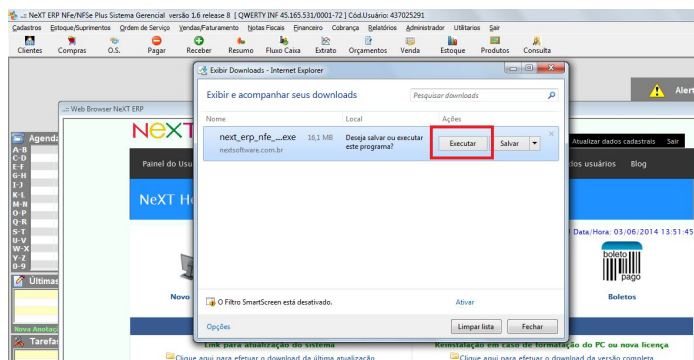 ..:: NeXT ERP NFe/NFSe Plus Sistema Gerencial versão 1.6 release 8 [ QWERTY INF 45.165.531/0001-72 ] Cód.Usuário: 437025291
Cadastros Estoque/Suprimentos Ordem de Serviço Vendas/Faturamento Notas Fiscais Financeiro Cobrança Relatórios Administrador Utilitários Sair
Clientes Compras O.S. Pagar Receber Resumo Fluxo Caixa Extrato Orçamentos Venda Estoque Produtos Consulta
Exibir Downloads - Internet Explorer
Exibir e acompanhar seus downloads
Pesquisar downloads
Nome Local Ações
next_erp_nfe_....exe 16,1 MB Deseja salvar ou executar este programa? Executar Salvar
nextsoftware.com.br
O Filtro SmartScreen está desativado. Ativar
Opções Limpar lista Fechar
Alert
..:: Web Browser NeXT ERP
NeXT
Atualizar dados cadastrais Sair
Painel do Usu
dos usuários Blog
NeXT He
Data/Hora: 03/06/2014 13:51:45
boleto
pago
Novo
Boletos
Agenda
A-B
C-D
E-F
G-H
I-J
K-L
M-N
O-P
Q-R
S-T
U-V
W-X
Y-Z
0-9
Últimas
Nova Anotaç
Tarefas
Link para atualização do sistema
Reinstalação em caso de formatação do PC ou nova licença
Clique aqui para efetuar o download da última atualização
Clique aqui para efetuar o download da versão completa